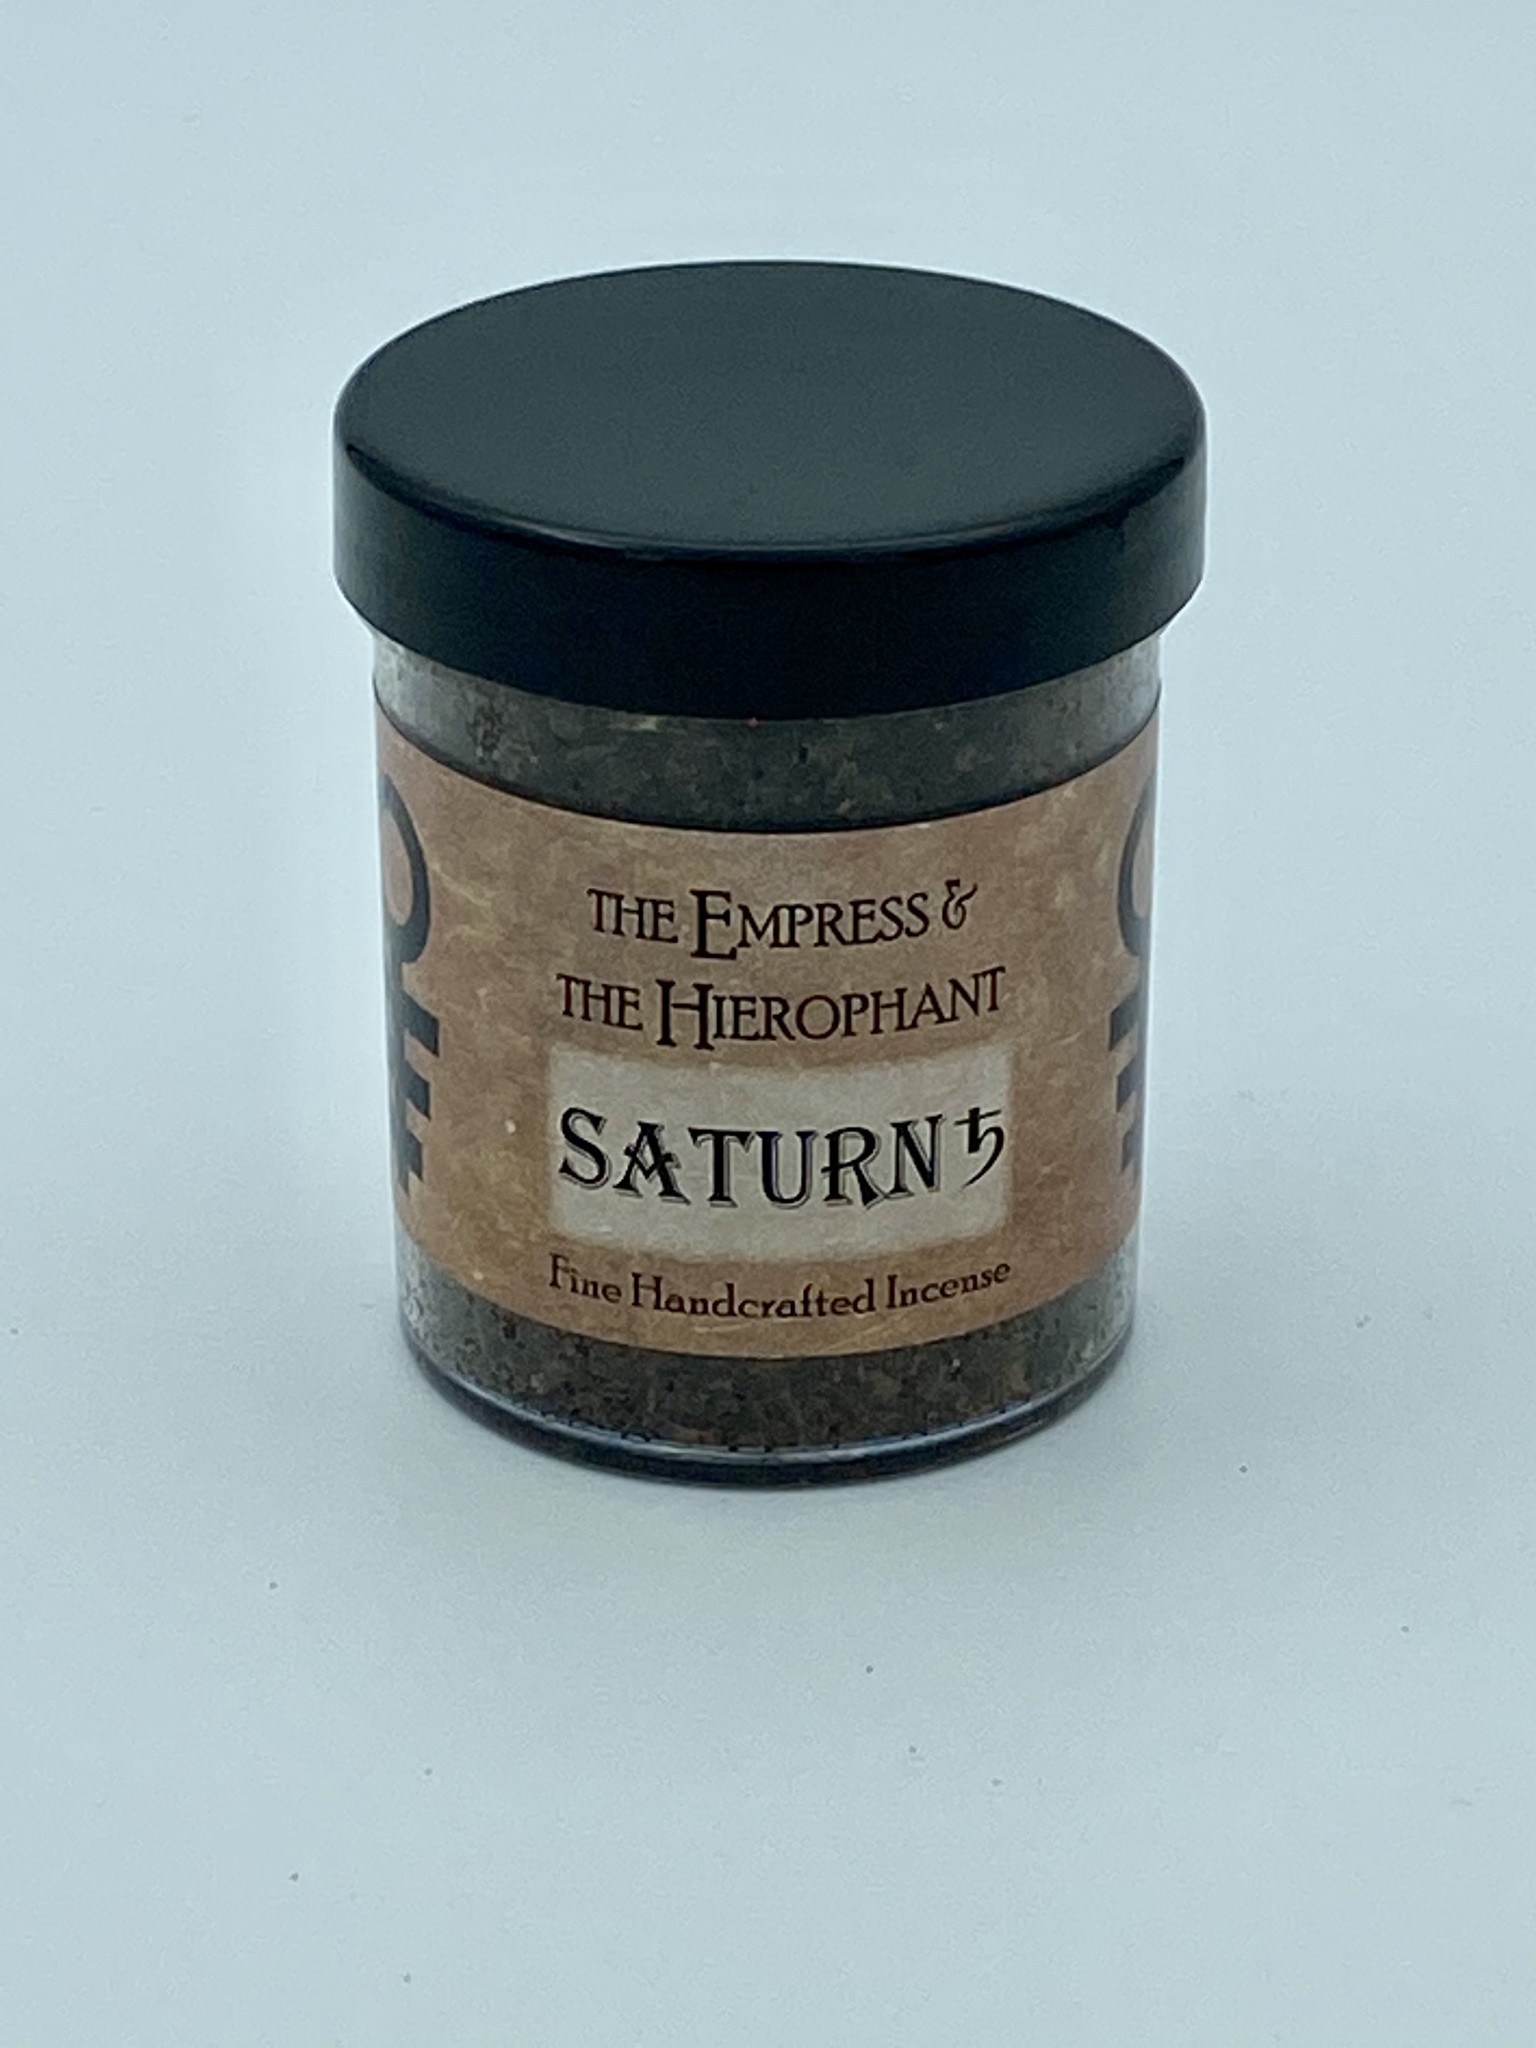 THE EMPRESS &
THE HIEROPHANT
SATURN ♄
Fine Handcrafted Incense